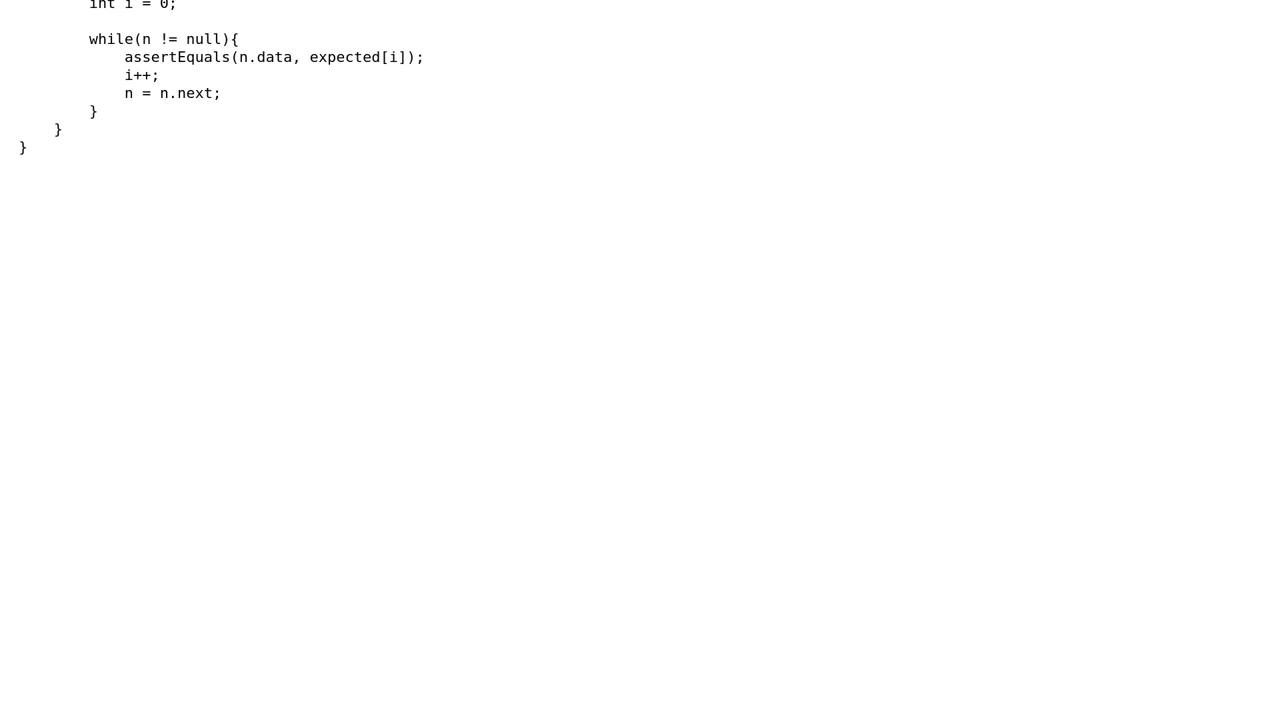 int i = 0;

        while(n != null){
            assertEquals(n.data, expected[i]);
            i++;
            n = n.next;
        }
    }
}